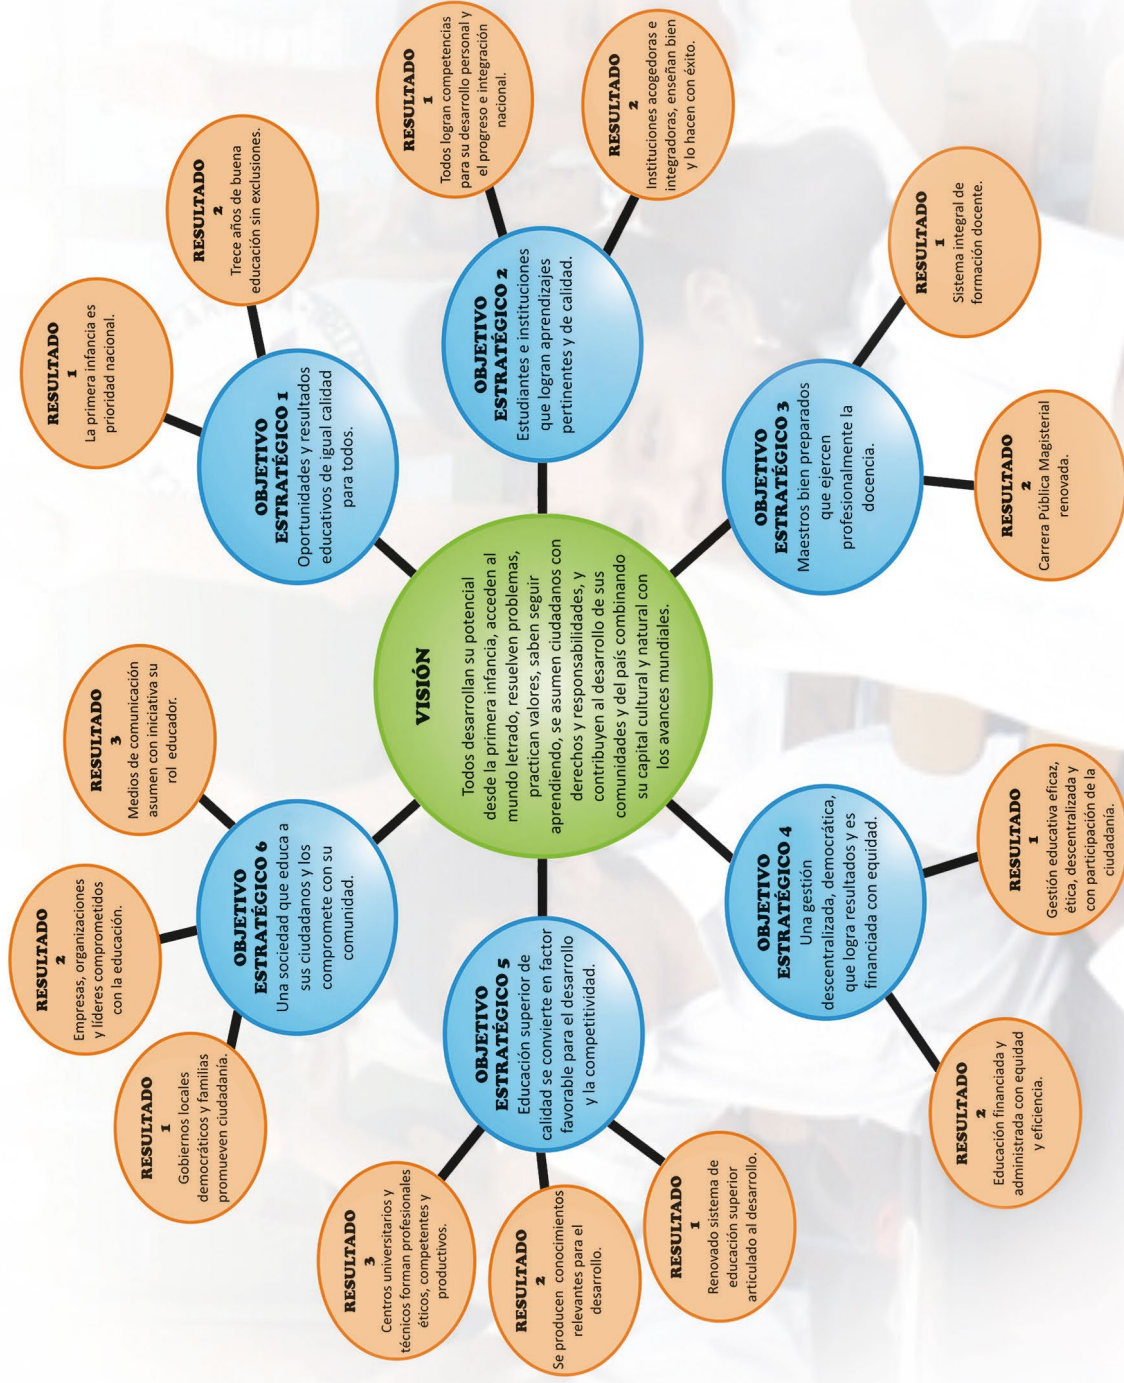 VISIÓN
Todos desarrollan su potencial
desde la primera infancia, acceden al
mundo letrado, resuelven problemas,
practican valores, saben seguir
aprendiendo, se asumen ciudadanos con
derechos y responsabilidades, y
contribuyen al desarrollo de sus
comunidades y del país combinando
su capital cultural y natural con
los avances mundiales.
OBJETIVO
ESTRATÉGICO 1
Oportunidades y resultados
educativos de igual calidad
para todos.
RESULTADO
1
La primera infancia es
prioridad nacional.
RESULTADO
2
Trece años de buena
educación sin exclusiones.
OBJETIVO
ESTRATÉGICO 2
Estudiantes e instituciones
que logran aprendizajes
pertinentes y de calidad.
RESULTADO
1
Todos logran competencias
para su desarrollo personal y
el progreso e integración
nacional.
RESULTADO
2
Instituciones acogedoras e
integradoras, enseñan bien
y lo hacen con éxito.
OBJETIVO
ESTRATÉGICO 3
Maestros bien preparados
que ejercen
profesionalmente la
docencia.
RESULTADO
1
Sistema integral de
formación docente.
RESULTADO
2
Carrera Pública Magisterial
renovada.
OBJETIVO
ESTRATÉGICO 4
Una gestión
descentralizada, democrática,
que logra resultados y es
financiada con equidad.
RESULTADO
1
Gestión educativa eficaz,
ética, descentralizada y
con participación de la
ciudadanía.
RESULTADO
2
Educación financiada y
administrada con equidad
y eficiencia.
OBJETIVO
ESTRATÉGICO 5
Educación superior de
calidad se convierte en factor
favorable para el desarrollo
y la competitividad.
RESULTADO
1
Renovado sistema de
educación superior
articulado al desarrollo.
RESULTADO
2
Se producen conocimientos
relevantes para el
desarrollo.
RESULTADO
3
Centros universitarios y
técnicos forman profesionales
éticos, competentes y
productivos.
OBJETIVO
ESTRATÉGICO 6
Una sociedad que educa a
sus ciudadanos y los
compromete con su
comunidad.
RESULTADO
1
Gobiernos locales
democráticos y familias
promueven ciudadanía.
RESULTADO
2
Empresas, organizaciones
y líderes comprometidos
con la educación.
RESULTADO
3
Medios de comunicación
asumen con iniciativa su
rol educador.